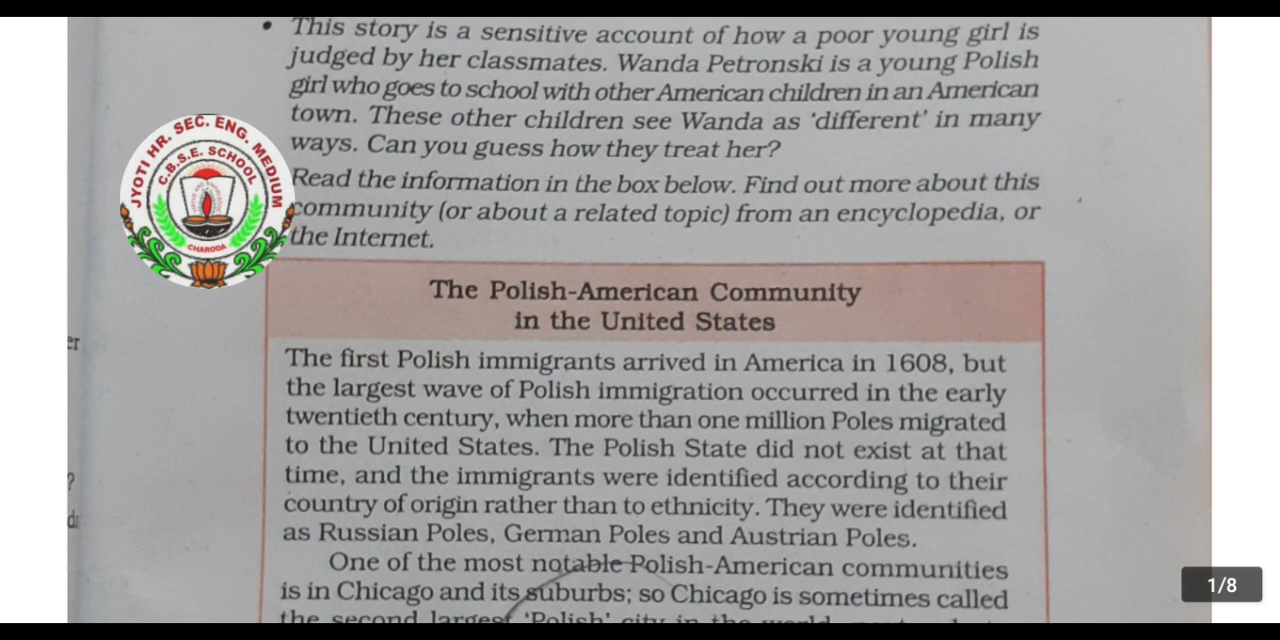 • This story is a sensitive account of how a poor young girl is
judged by her classmates. Wanda Petronski is a young Polish
girl who goes to school with other American children in an American
town. These other children see Wanda as ‘different’ in many
ways. Can you guess how they treat her?
JYOTI HR. SEC. ENG. MEDIUM
C.B.S.E. SCHOOL
CHARODA
Read the information in the box below. Find out more about this
community (or about a related topic) from an encyclopedia, or
the Internet.
The Polish-American Community
in the United States
The first Polish immigrants arrived in America in 1608, but
the largest wave of Polish immigration occurred in the early
twentieth century, when more than one million Poles migrated
to the United States. The Polish State did not exist at that
time, and the immigrants were identified according to their
country of origin rather than to ethnicity. They were identified
as Russian Poles, German Poles and Austrian Poles.
One of the most notable Polish-American communities
is in Chicago and its suburbs; so Chicago is sometimes called
the second largest ‘Polish’ city in the world
er
?
1/8